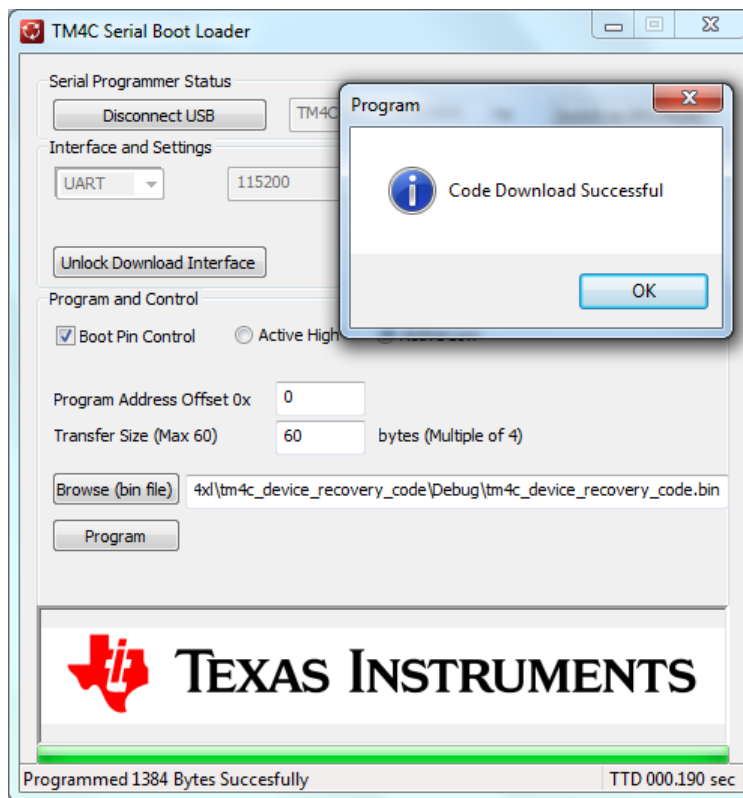 TM4C Serial Boot Loader
Serial Programmer Status
Disconnect USB
TM4C
Program
Interface and Settings
UART
115200
Code Download Successful
Unlock Download Interface
OK
Program and Control
Boot Pin Control
Active High
Program Address Offset 0x
0
Transfer Size (Max 60)
60
bytes (Multiple of 4)
Browse (bin file)
4xl\tm4c_device_recovery_code\Debug\tm4c_device_recovery_code.bin
Program
TEXAS INSTRUMENTS
Programmed 1384 Bytes Succesfully
TTD 000.190 sec